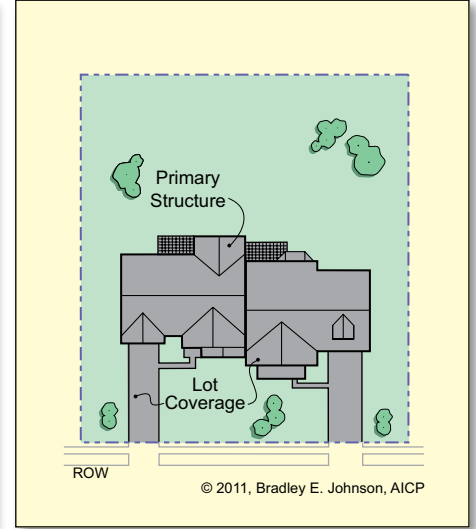 Primary
Structure
Lot
Coverage
ROW
© 2011, Bradley E. Johnson, AICP